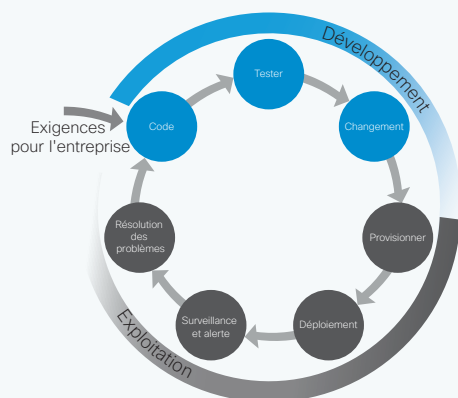 Développement
Tester
Code
Changement
Exigences
pour l'entreprise
Résolution
des
problèmes
Provisionner
Surveillance
et alerte
Déploiement
Exploitation